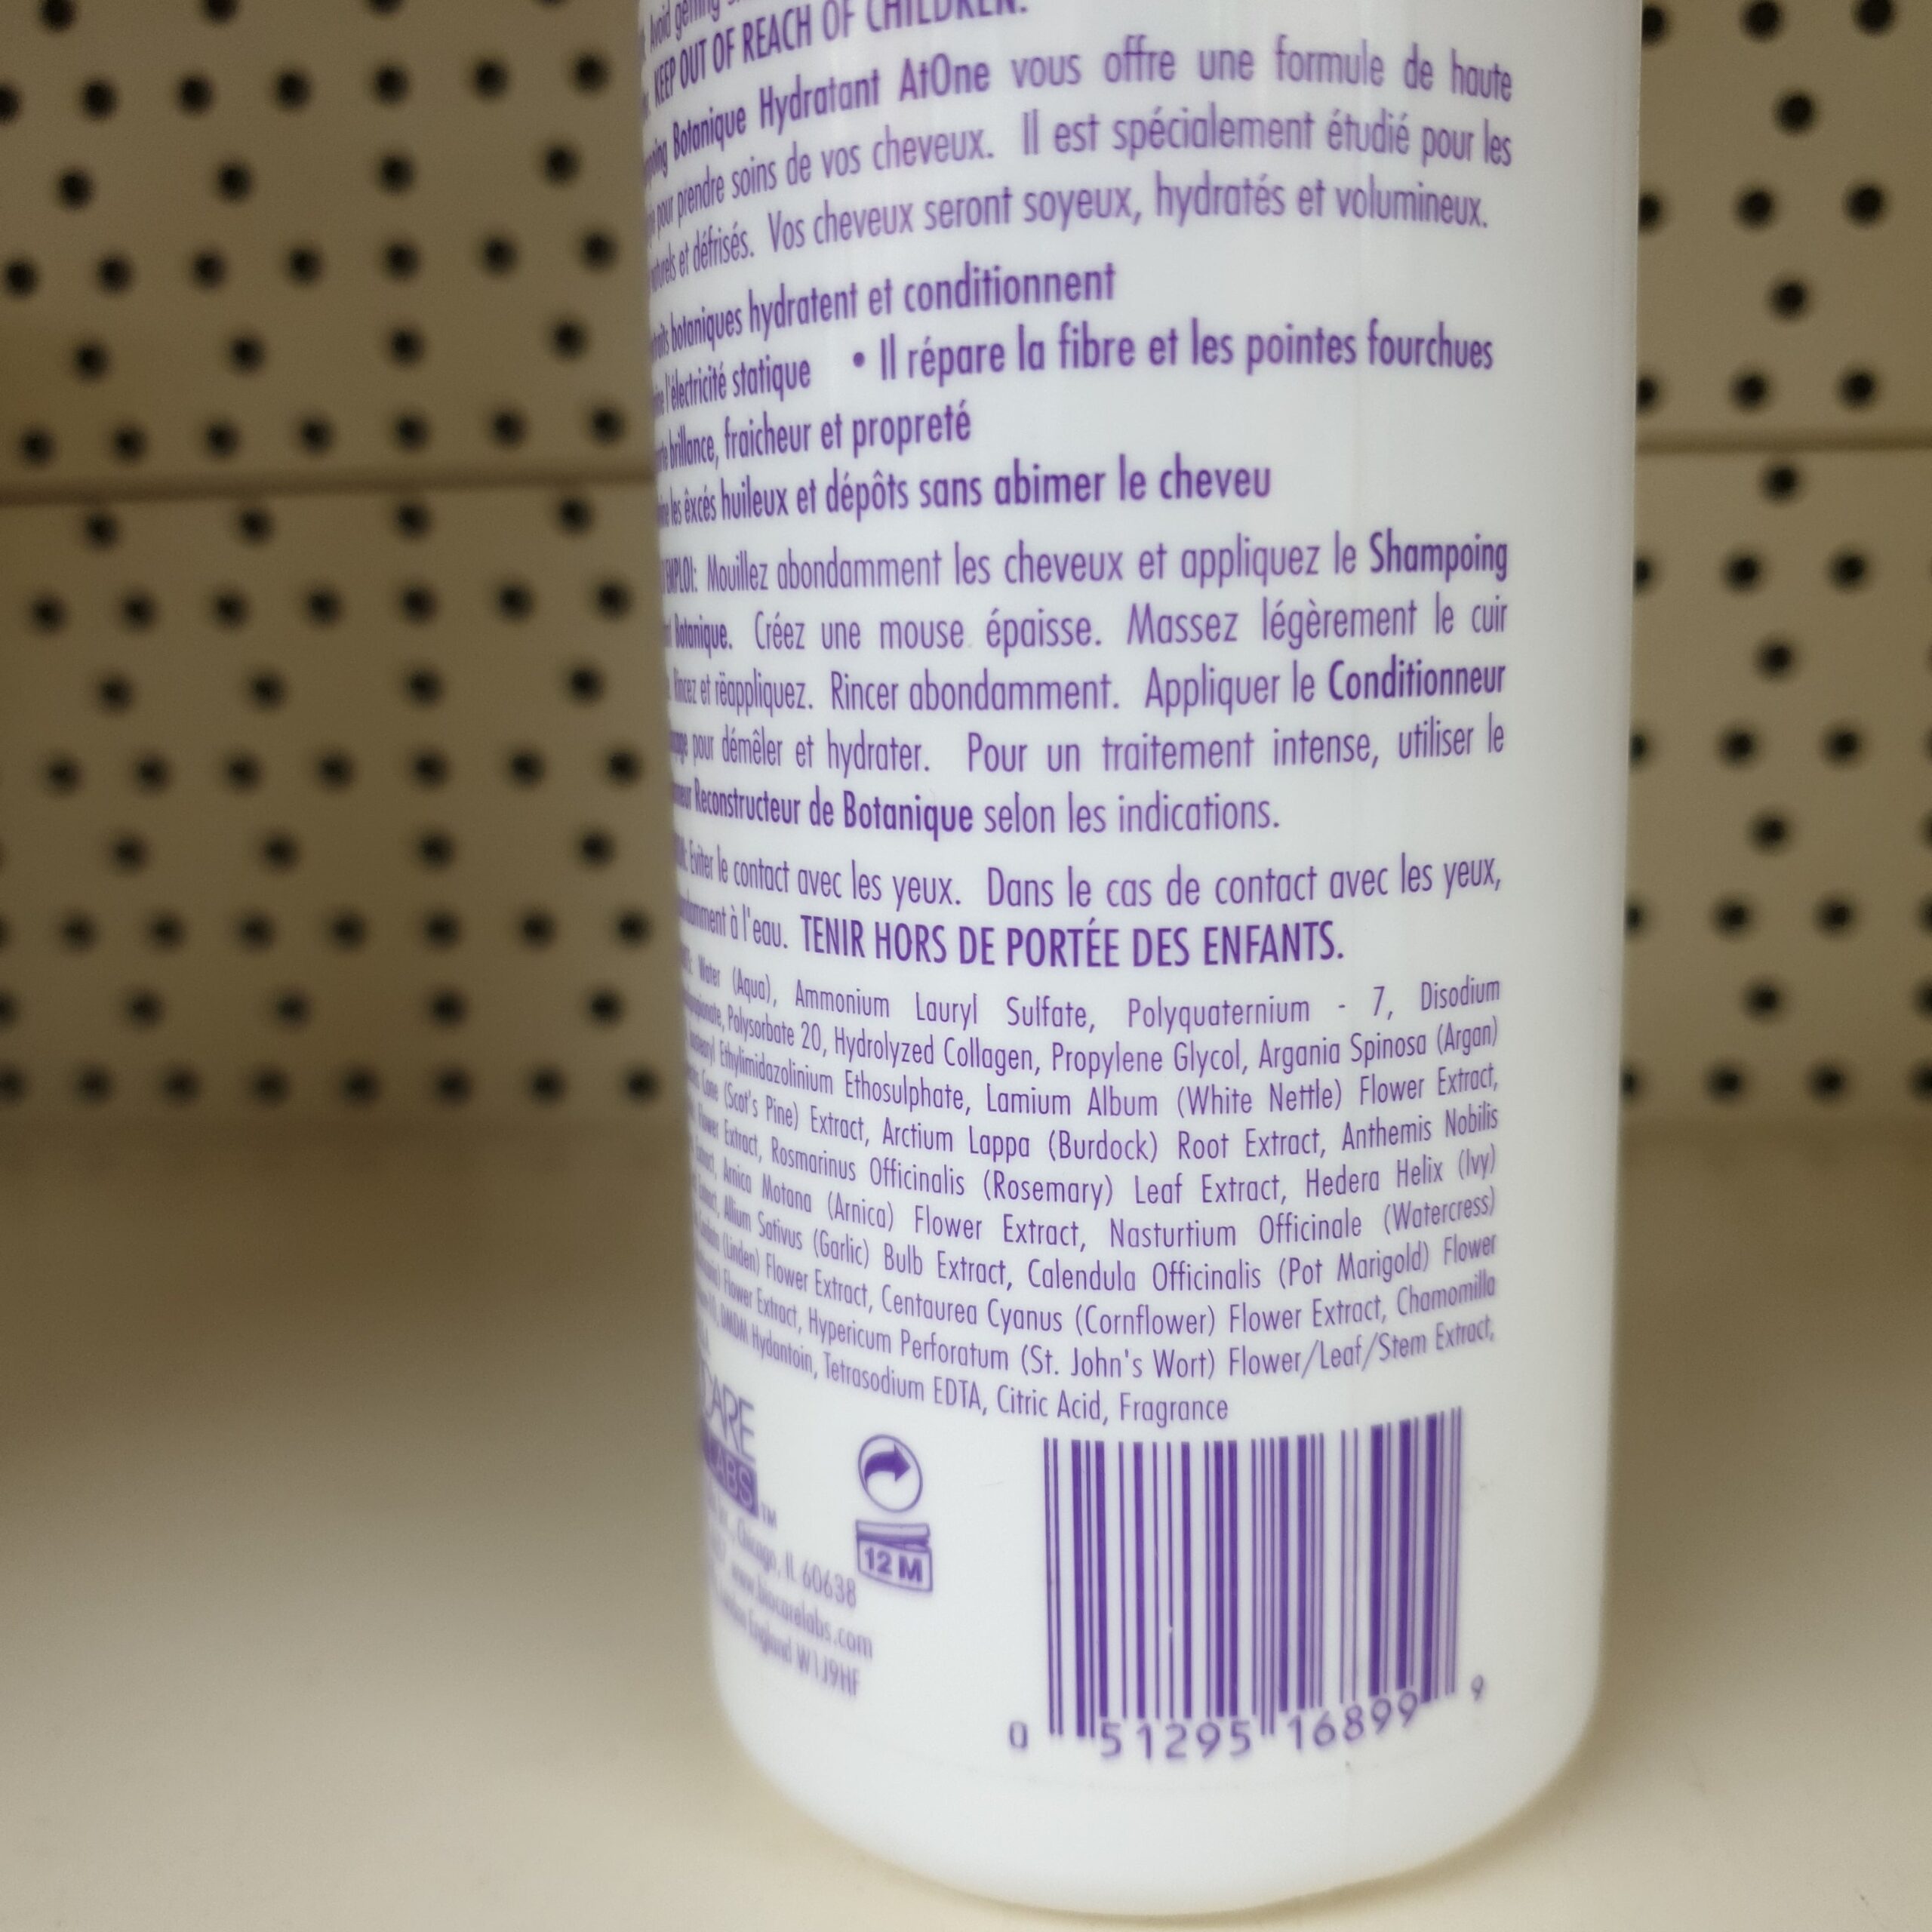 Avoid getting
KEEP OUT OF REACH OF CHILDREN.
Botanique Hydratant AtOne vous offre une formule de haute
pour prendre soins de vos cheveux. Il est spécialement étudié pour les
et défrisés. Vos cheveux seront soyeux, hydratés et volumineux.
botaniques hydratent et conditionnent
l'électricité statique • Il répare la fibre et les pointes fourchues
brillance, fraicheur et propreté
les êxcés huileux et dépôts sans abimer le cheveu
Mouillez abondamment les cheveux et appliquez le Shampoing
Botanique. Créez une mouse épaisse. Massez légèrement le cuir
Rincez et rëappliquez. Rincer abondamment. Appliquer le Conditionneur
pour démêler et hydrater. Pour un traitement intense, utiliser le
Reconstructeur de Botanique selon les indications.
Eviter le contact avec les yeux. Dans le cas de contact avec les yeux,
à l'eau. TENIR HORS DE PORTÉE DES ENFANTS.
Water (Aqua), Ammonium Lauryl Sulfate, Polyquaternium - 7, Disodium
Polysorbate 20, Hydrolyzed Collagen, Propylene Glycol, Argania Spinosa (Argan)
Ethylimidazolinium Ethosulphate, Lamium Album (White Nettle) Flower Extract,
Cone (Scot's Pine) Extract, Arctium Lappa (Burdock) Root Extract, Anthemis Nobilis
Flower Extract, Rosmarinus Officinalis (Rosemary) Leaf Extract, Hedera Helix (Ivy)
Extract, Arnica Motana (Arnica) Flower Extract, Nasturtium Officinale (Watercress)
Extract, Allium Sativus (Garlic) Bulb Extract, Calendula Officinalis (Pot Marigold) Flower
(Linden) Flower Extract, Centaurea Cyanus (Cornflower) Flower Extract, Chamomilla
Flower Extract, Hypericum Perforatum (St. John's Wort) Flower/Leaf/Stem Extract,
DMDM Hydantoin, Tetrasodium EDTA, Citric Acid, Fragrance
CARE
LABS™
Chicago, IL 60638
www.biocarelabs.com
England W1J9HF
12 M
0 51295 16899 9